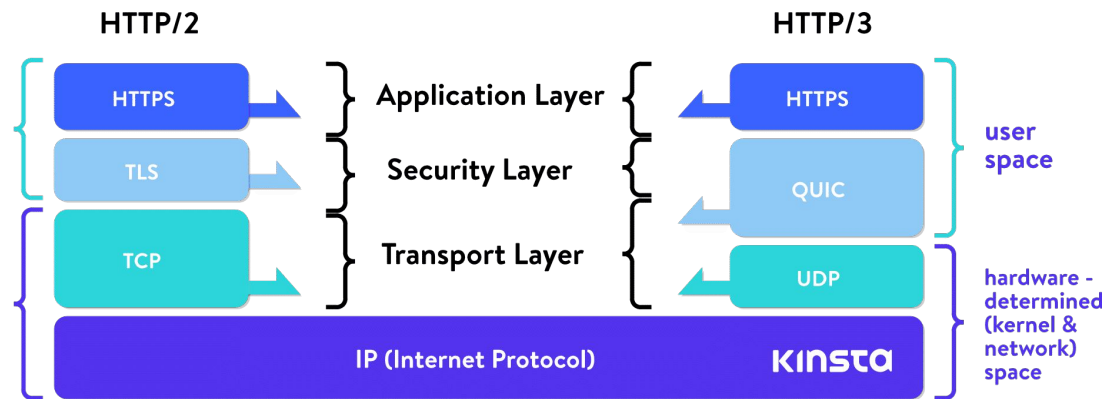 HTTP/2
HTTP/3
HTTPS
Application Layer
HTTPS
user
space
TLS
Security Layer
QUIC
TCP
Transport Layer
UDP
hardware -
determined
(kernel &
network)
space
IP (Internet Protocol)
KINSTA